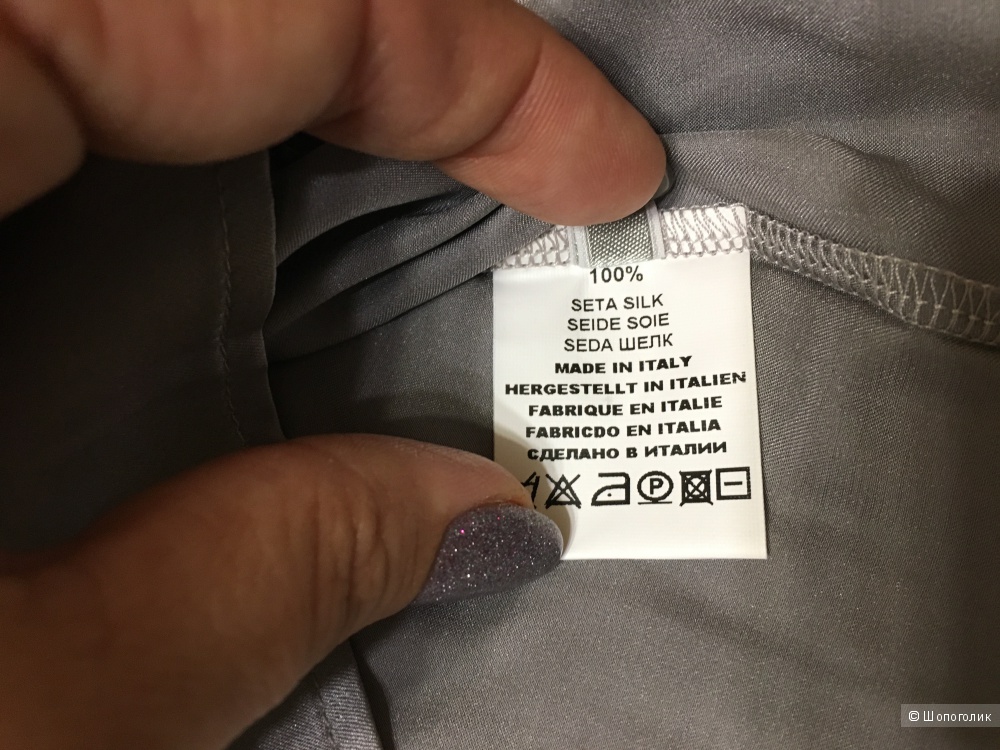 100%
SETA SILK
SEIDE SOIE
SEDA ШЕЛК
MADE IN ITALY
HERGESTELLT IN ITALIEN
FABRIQUE EN ITALIE
FABRICDO EN ITALIA
СДЕЛАНО В ИТАЛИИ
P
© Шопоголик